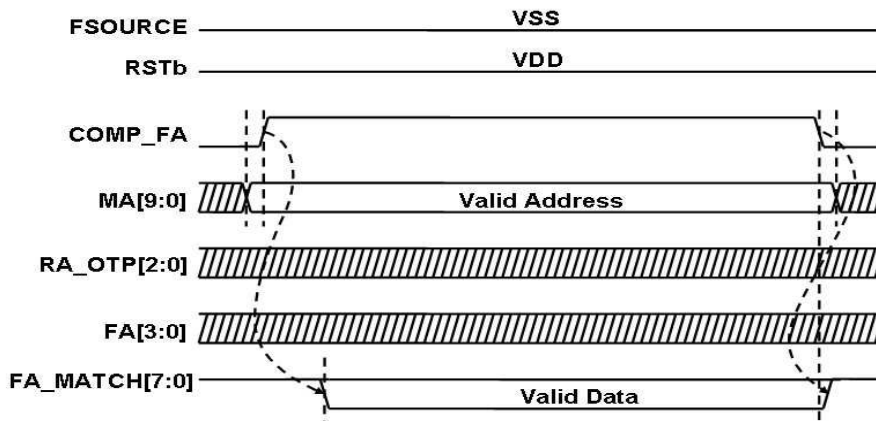 FSOURCE VSS
RSTb VDD
COMP_FA
MA[9:0] Valid Address
RA_OTP[2:0]
FA[3:0]
FA_MATCH[7:0] Valid Data